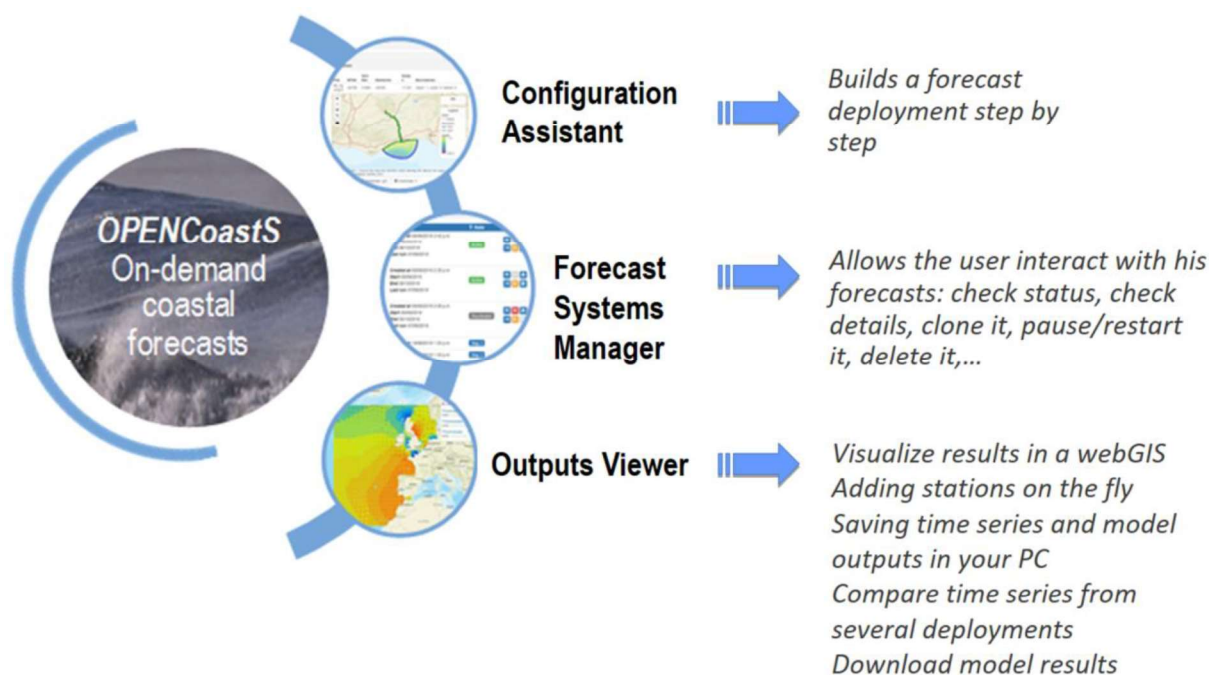 OPENCoastS
On-demand
coastal
forecasts
Configuration
Assistant
Builds a forecast
deployment step by
step
Forecast
Systems
Manager
Allows the user interact with his
forecasts: check status, check
details, clone it, pause/restart
it, delete it,...
Outputs Viewer
Visualize results in a webGIS
Adding stations on the fly
Saving time series and model
outputs in your PC
Compare time series from
several deployments
Download model results